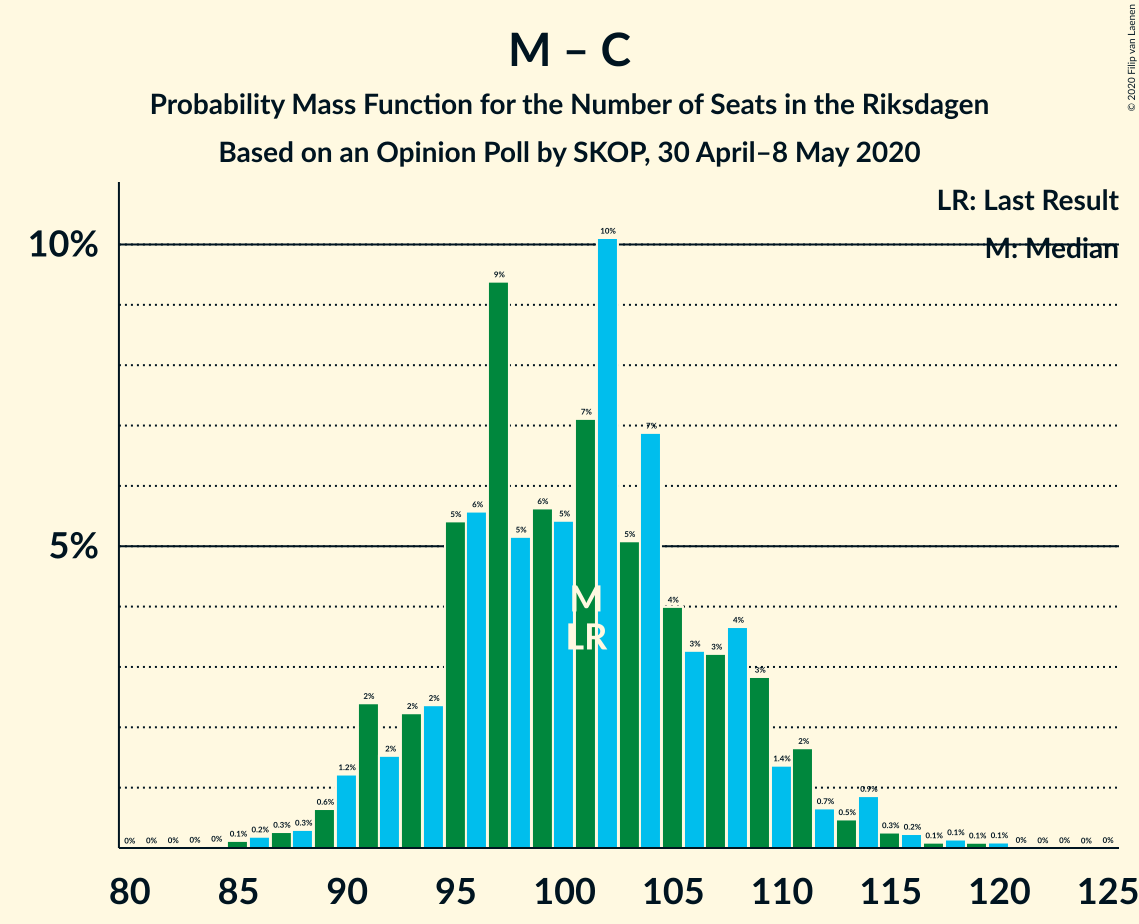 M – C
Probability Mass Function for the Number of Seats in the Riksdagen
Based on an Opinion Poll by SKOP, 30 April–8 May 2020
© 2020 Filip van Laenen
LR: Last Result
M: Median
10%
5%
0% 0% 0% 0% 0% 0.1% 0.2% 0.3% 0.3% 0.6% 1.2% 2% 2% 2% 2% 5% 6% 9% 5% 6% 5% 7% 10% 5% 7% 4% 3% 3% 4% 3% 1.4% 2% 0.7% 0.5% 0.9% 0.3% 0.2% 0.1% 0.1% 0.1% 0.1% 0% 0% 0% 0% 0%
M
LR
80 85 90 95 100 105 110 115 120 125